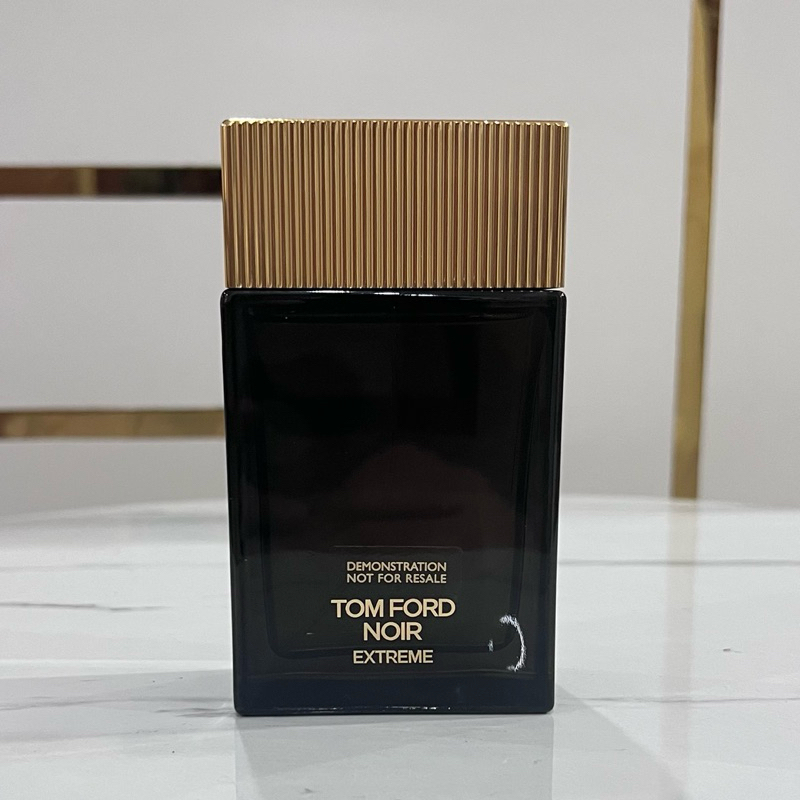 DEMONSTRATION
NOT FOR RESALE
TOM FORD
NOIR
EXTREME